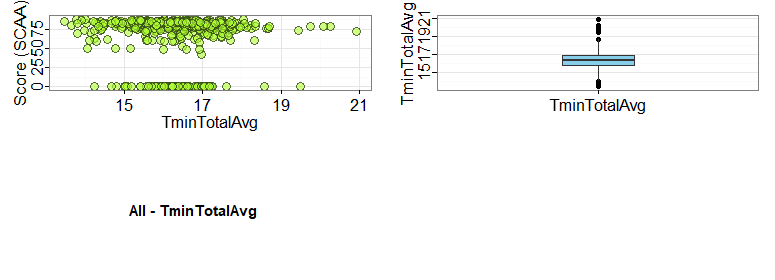 Score (SCAA)
0 25 50 75
15 17 19 21
TminTotalAvg
TminTotalAvg
15 17 19 21
TminTotalAvg
All - TminTotalAvg